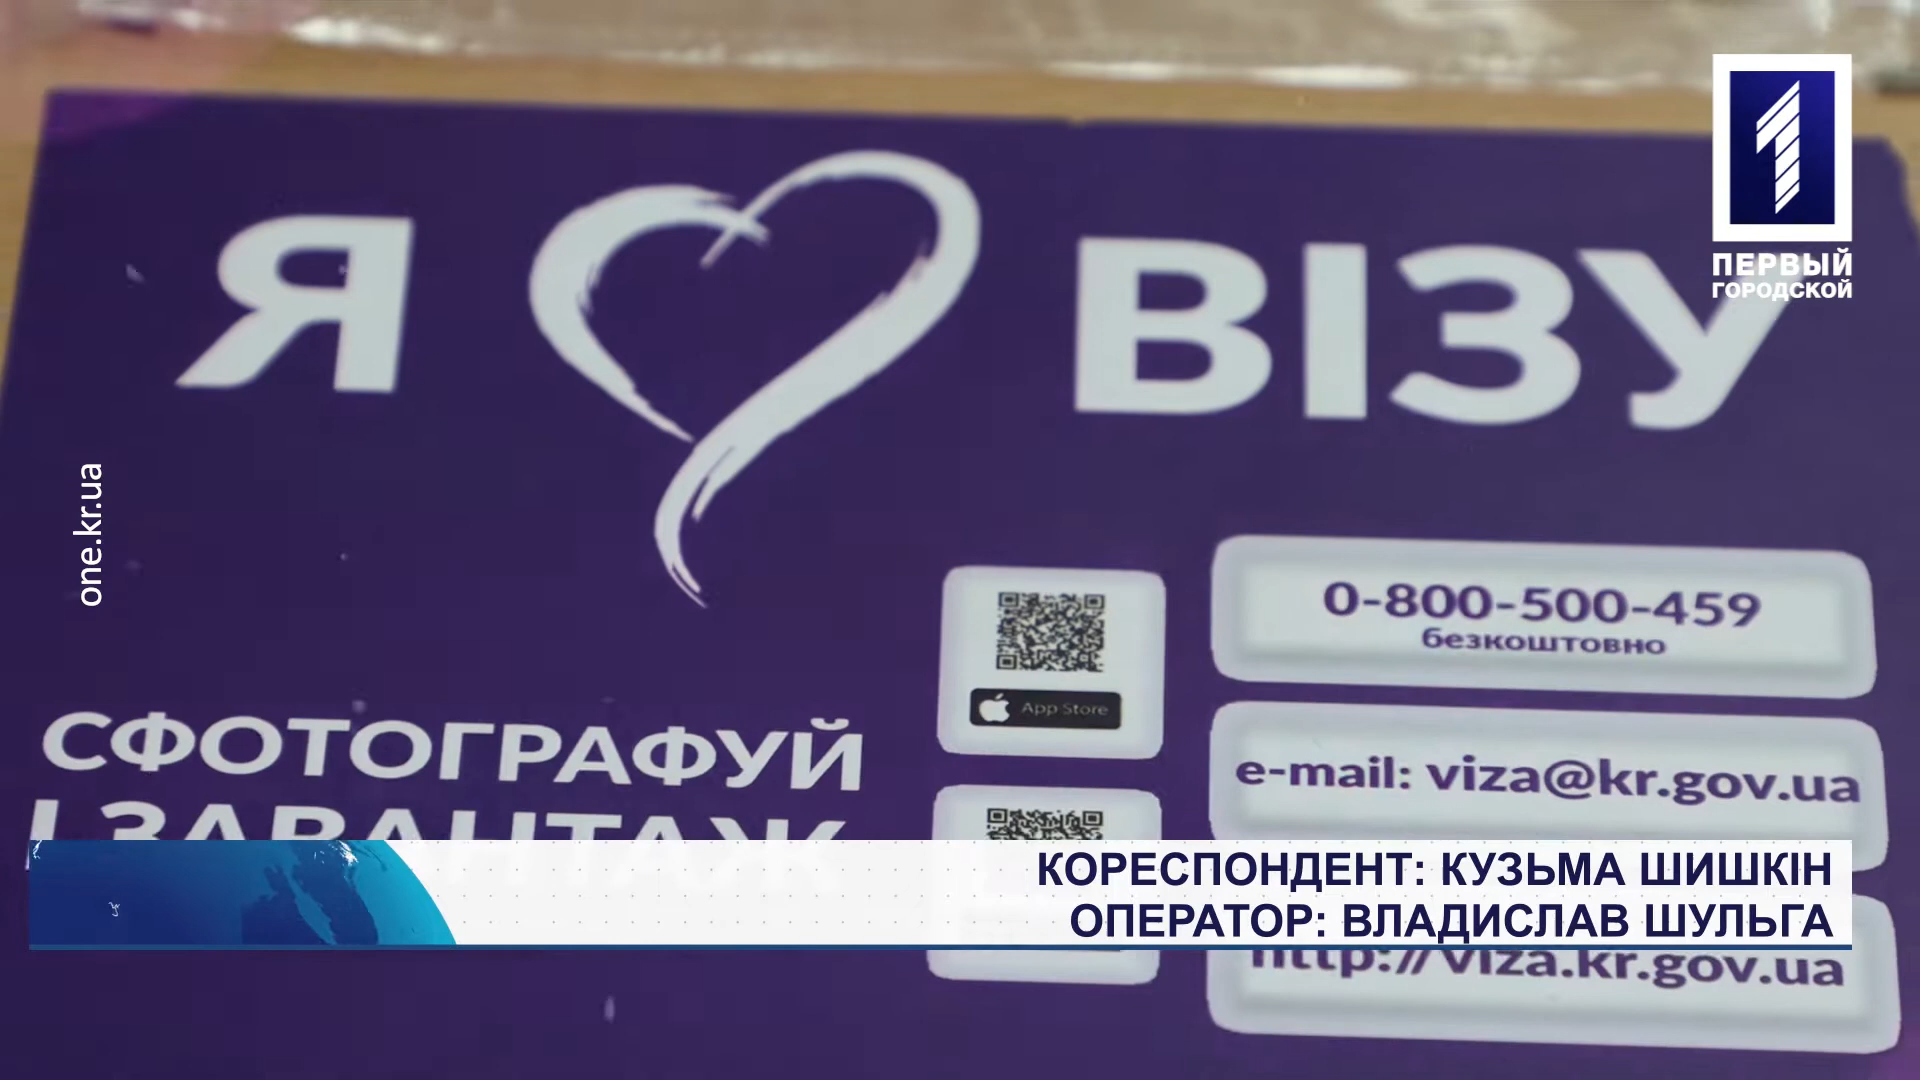 Я ВІЗУ
ПЕРВЫЙ
ГОРОДСКОЙ
one.kr.ua
0-800-500-459
безкоштовно
App Store
e-mail: viza@kr.gov.ua
СФОТОГРАФУЙ
І ЗАВАНТАЖ
КОРЕСПОНДЕНТ: КУЗЬМА ШИШКІН
ОПЕРАТОР: ВЛАДИСЛАВ ШУЛЬГА
http://viza.kr.gov.ua